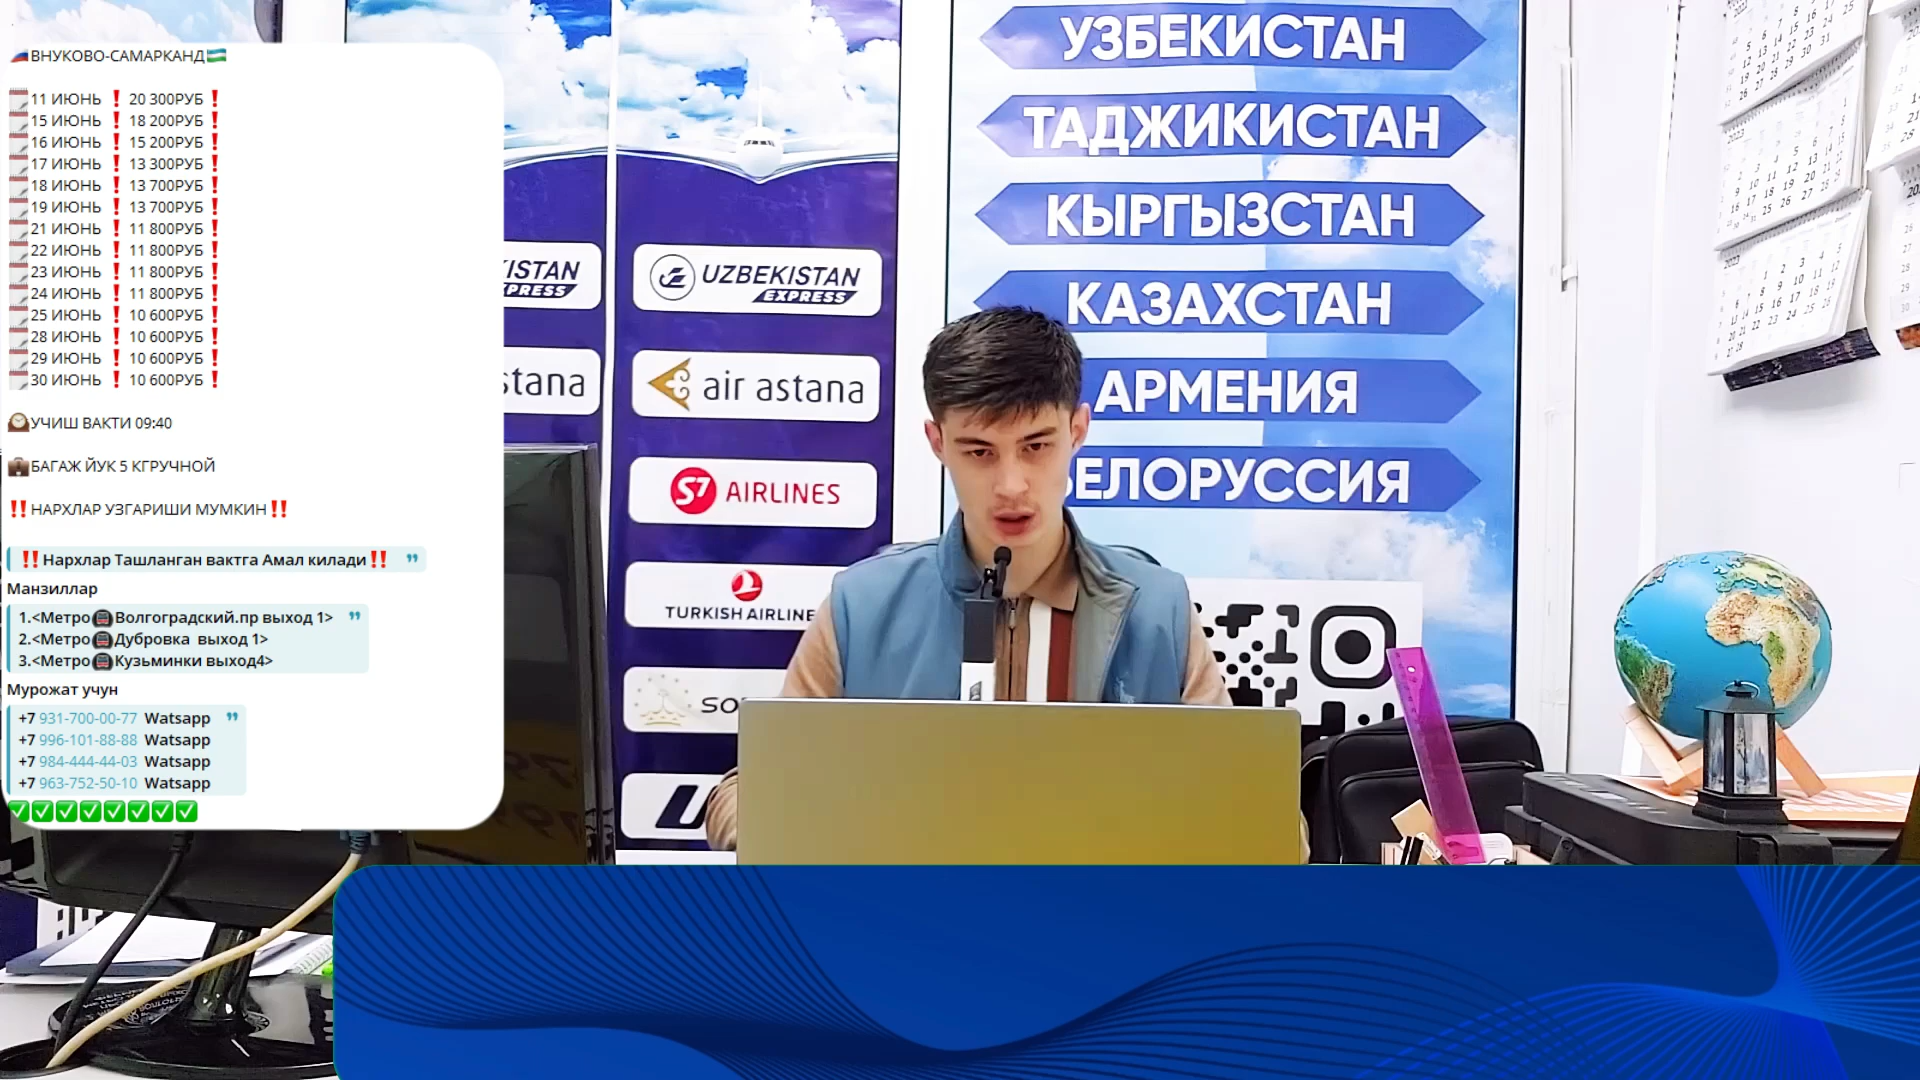 ВНУКОВО-САМАРКАНД
11 ИЮНЬ ❗ 20 300РУБ ❗
15 ИЮНЬ ❗ 18 200РУБ ❗
16 ИЮНЬ ❗ 15 200РУБ ❗
17 ИЮНЬ ❗ 13 300РУБ ❗
18 ИЮНЬ ❗ 13 700РУБ ❗
19 ИЮНЬ ❗ 13 700РУБ ❗
21 ИЮНЬ ❗ 11 800РУБ ❗
22 ИЮНЬ ❗ 11 800РУБ ❗
23 ИЮНЬ ❗ 11 800РУБ ❗
24 ИЮНЬ ❗ 11 800РУБ ❗
25 ИЮНЬ ❗ 10 600РУБ ❗
28 ИЮНЬ ❗ 10 600РУБ ❗
29 ИЮНЬ ❗ 10 600РУБ ❗
30 ИЮНЬ ❗ 10 600РУБ ❗
УЧИШ ВАКТИ 09:40
БАГАЖ ЙУК 5 КГРУЧНОЙ
‼️НАРХЛАР УЗГАРИШИ МУМКИН‼️
‼️Нархлар Ташланган вактга Амал килади‼️
Манзиллар
1.<Метро🚇Волгоградский.пр выход 1>
2.<Метро🚇Дубровка выход 1>
3.<Метро🚇Кузьминки выход4>
Мурожат учун
+7 931-700-00-77 Watsapp
+7 996-101-88-88 Watsapp
+7 984-444-44-03 Watsapp
+7 963-752-50-10 Watsapp
UZBEKISTAN
EXPRESS
air astana
S7 AIRLINES
TURKISH AIRLINE
УЗБЕКИСТАН
ТАДЖИКИСТАН
КЫРГЫЗСТАН
КАЗАХСТАН
АРМЕНИЯ
БЕЛОРУССИЯ